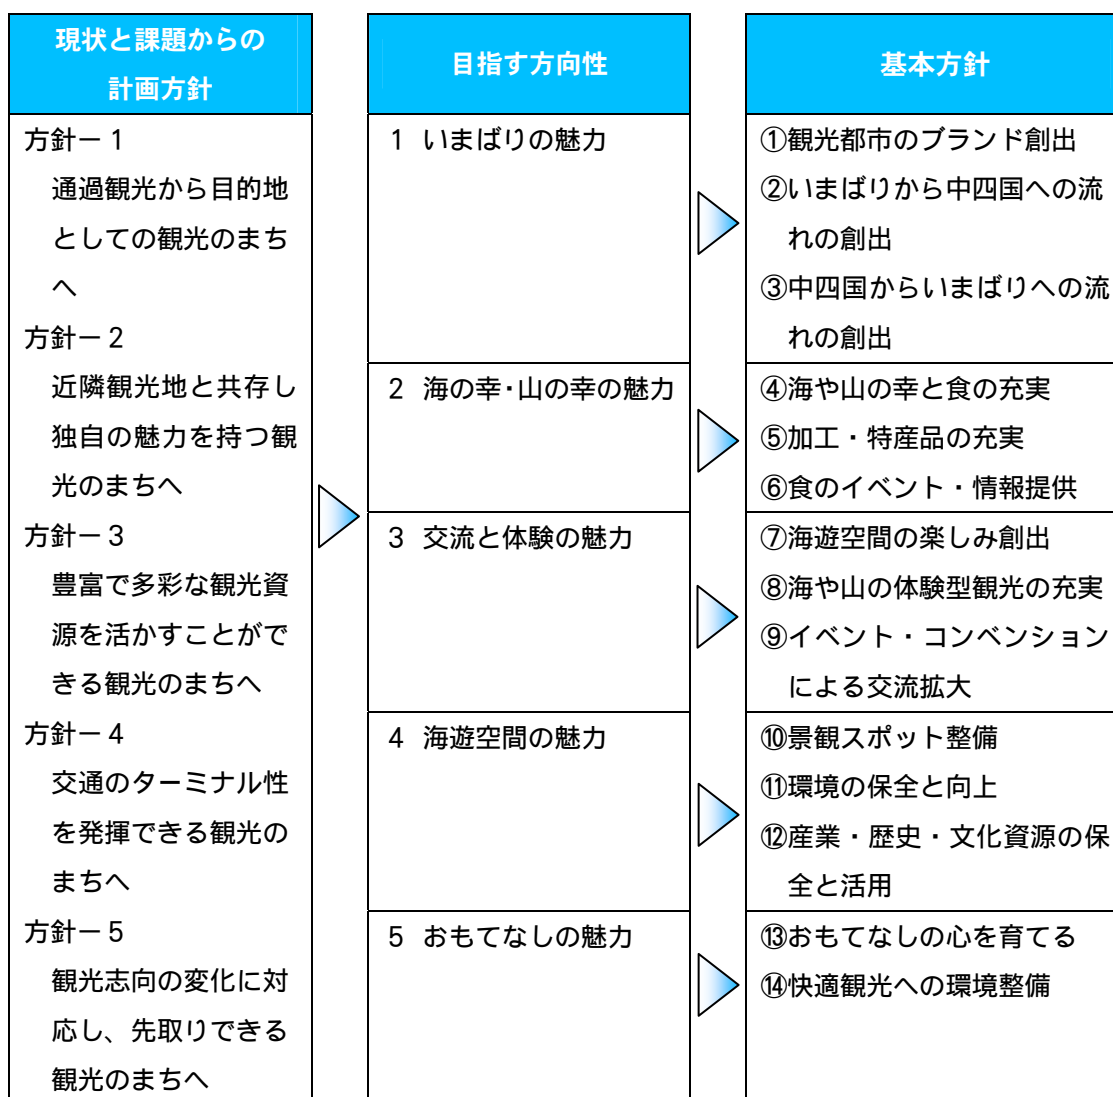 現状と課題からの
計画方針
方針－１
通過観光から目的地
としての観光のまち
へ
方針－２
近隣観光地と共存し
独自の魅力を持つ観
光のまちへ
方針－３
豊富で多彩な観光資
源を活かすことがで
きる観光のまちへ
方針－４
交通のターミナル性
を発揮できる観光の
まちへ
方針－５
観光志向の変化に対
応し、先取りできる
観光のまちへ
目指す方向性
１ いまばりの魅力
２ 海の幸･山の幸の魅力
３ 交流と体験の魅力
４ 海遊空間の魅力
５ おもてなしの魅力
基本方針
①観光都市のブランド創出
②いまばりから中四国への流
れの創出
③中四国からいまばりへの流
れの創出
④海や山の幸と食の充実
⑤加工・特産品の充実
⑥食のイベント・情報提供
⑦海遊空間の楽しみ創出
⑧海や山の体験型観光の充実
⑨イベント・コンベンション
による交流拡大
⑩景観スポット整備
⑪環境の保全と向上
⑫産業・歴史・文化資源の保
全と活用
⑬おもてなしの心を育てる
⑭快適観光への環境整備